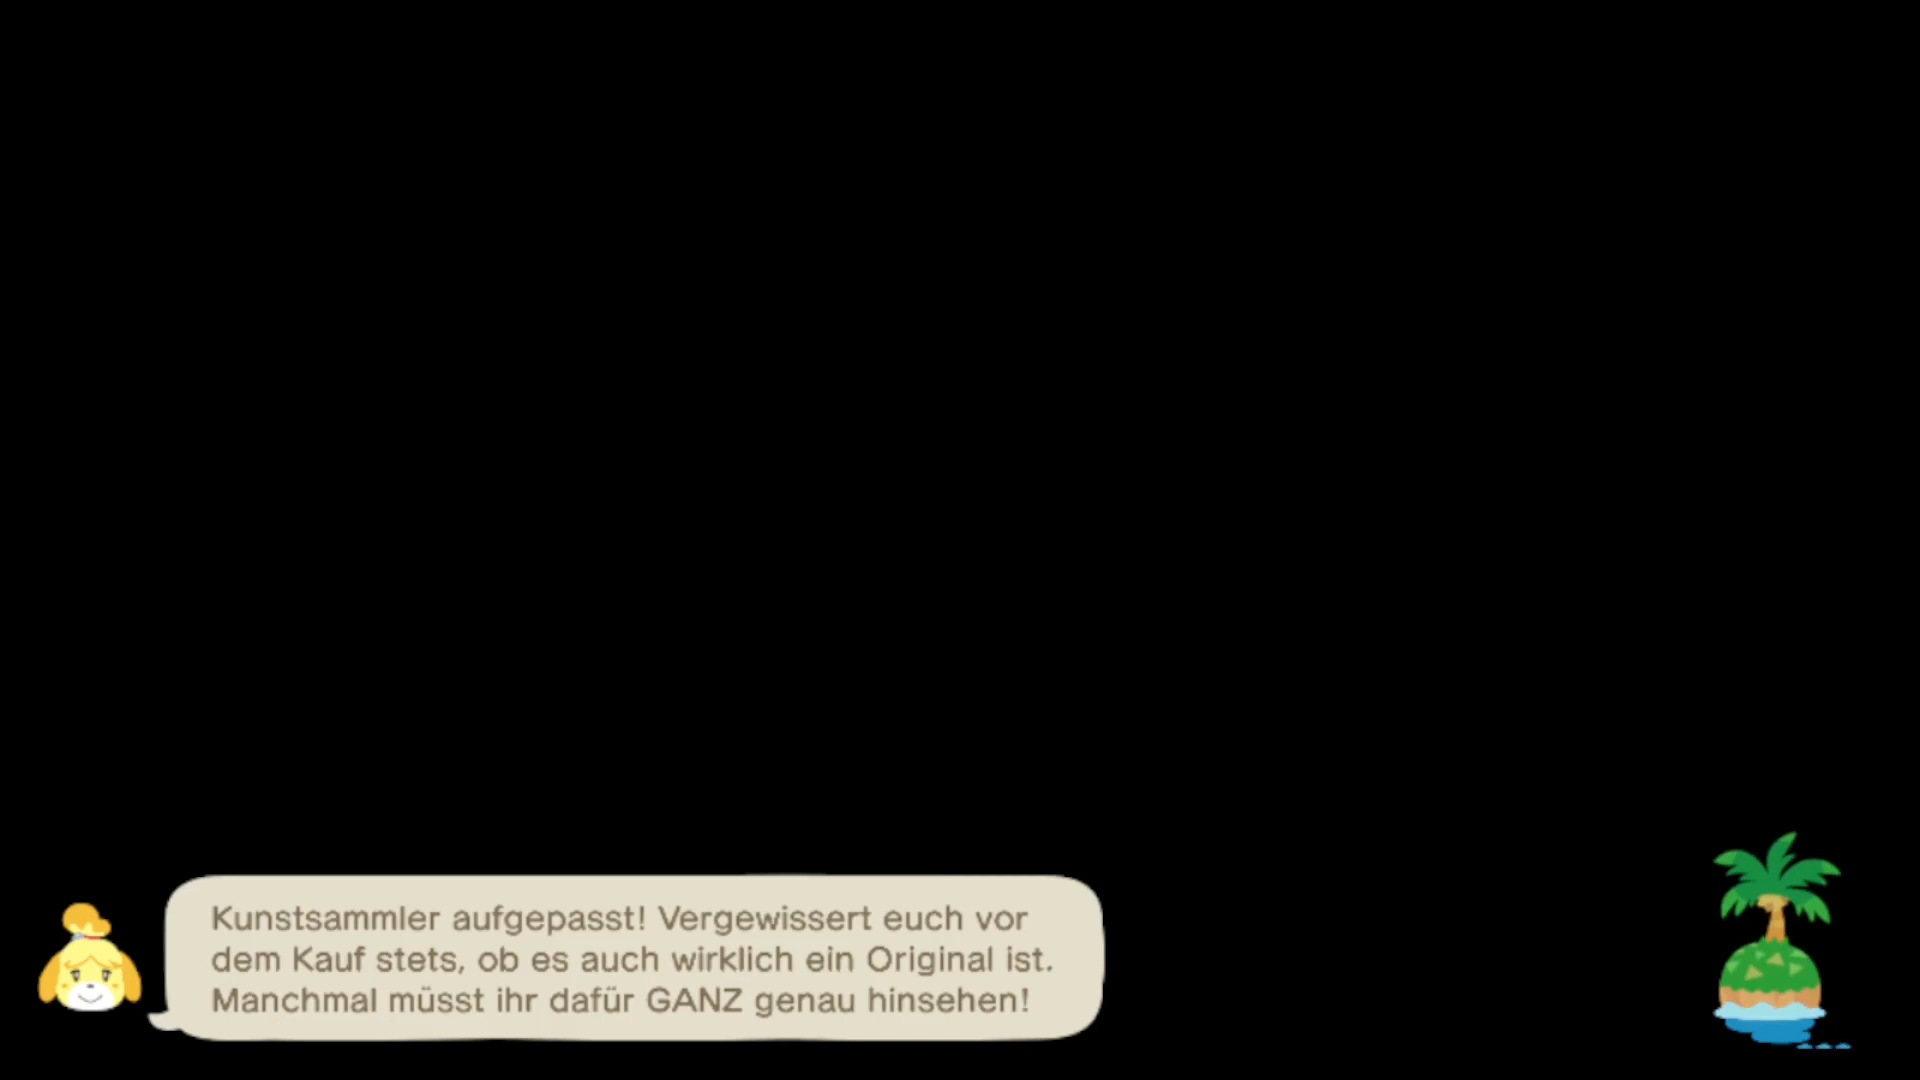 Kunstsammler aufgepasst! Vergewissert euch vor
dem Kauf stets, ob es auch wirklich ein Original ist.
Manchmal müsst ihr dafür GANZ genau hinsehen!